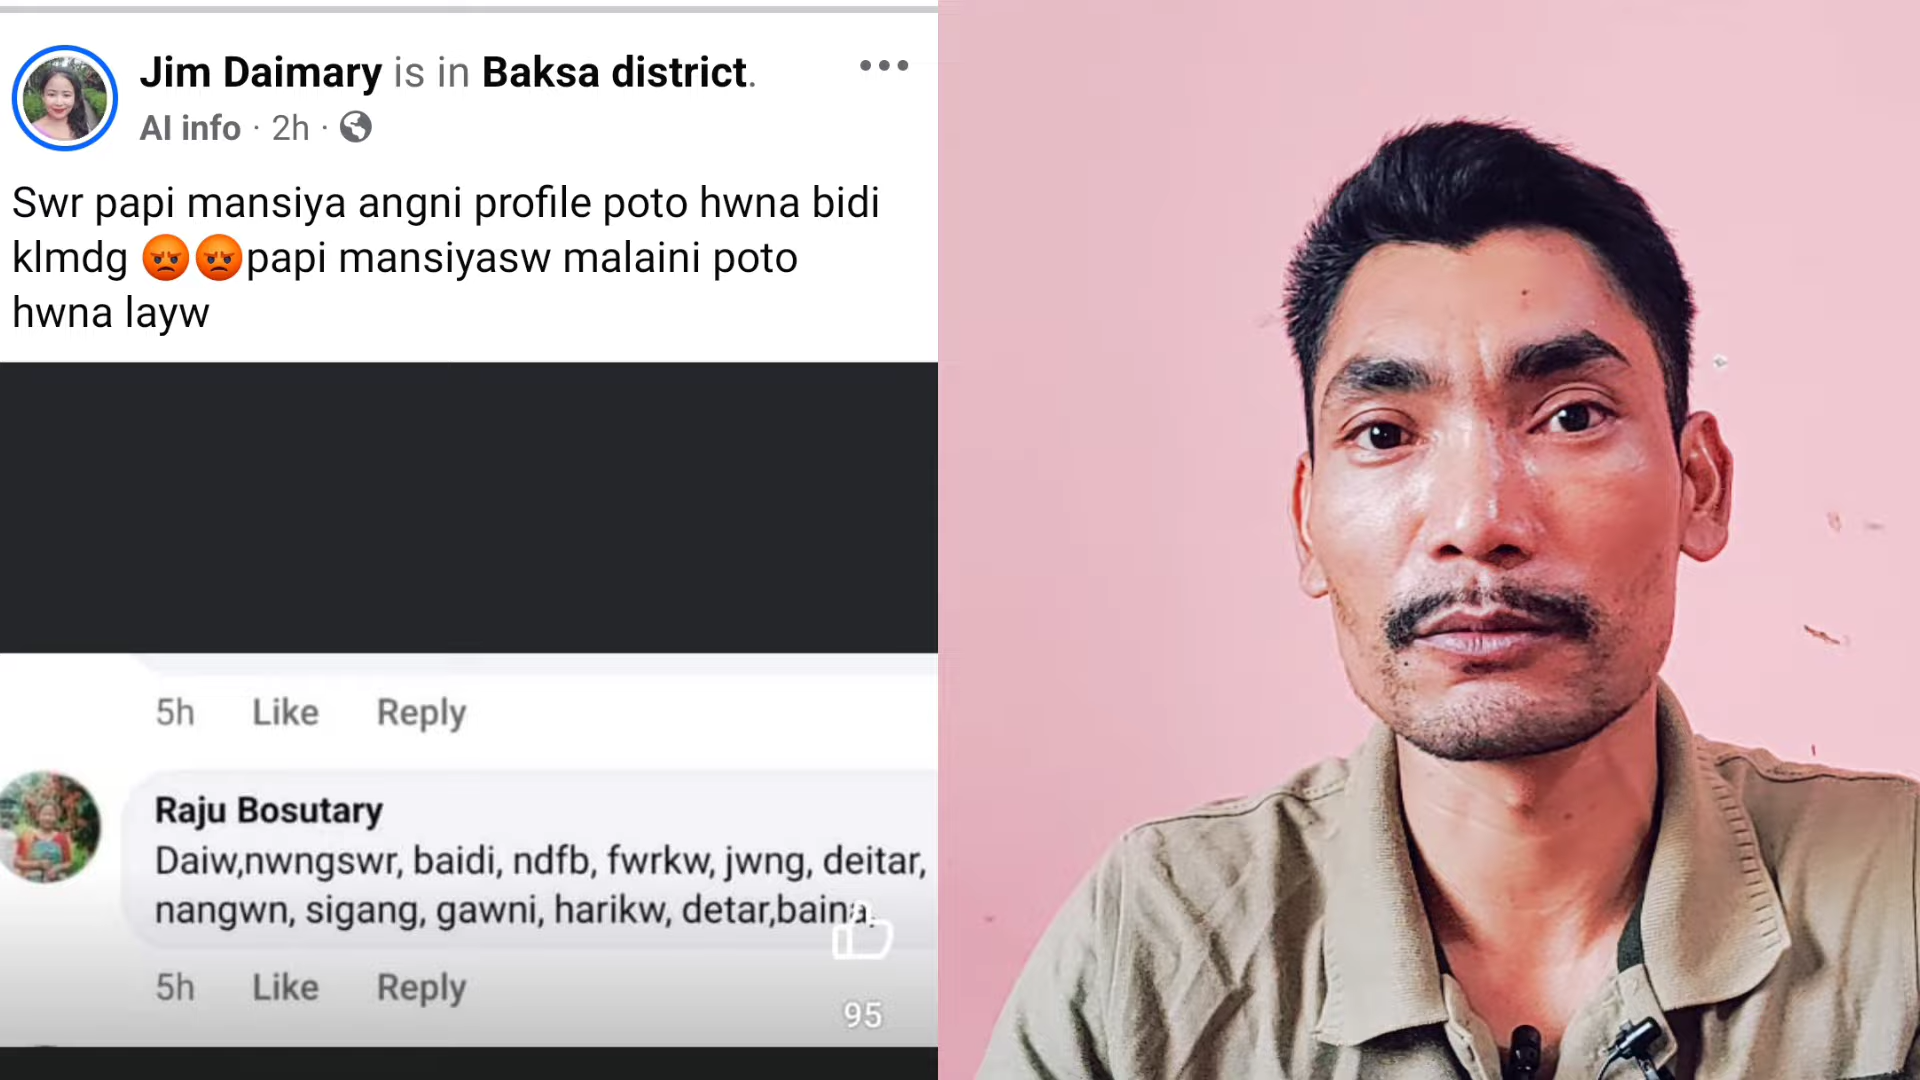 Jim Daimary is in Baksa district.
AI info · 2h ·
Swr papi mansiya angni profile poto hwna bidi
klmdg 😡😡papi mansiyasw malaini poto
hwna layw
5h Like Reply
Raju Bosutary
Daiw,nwngswr, baidi, ndfb, fwrkw, jwng, deitar,
nangwn, sigang, gawni, harikw, detar,baina.
5h Like Reply
95